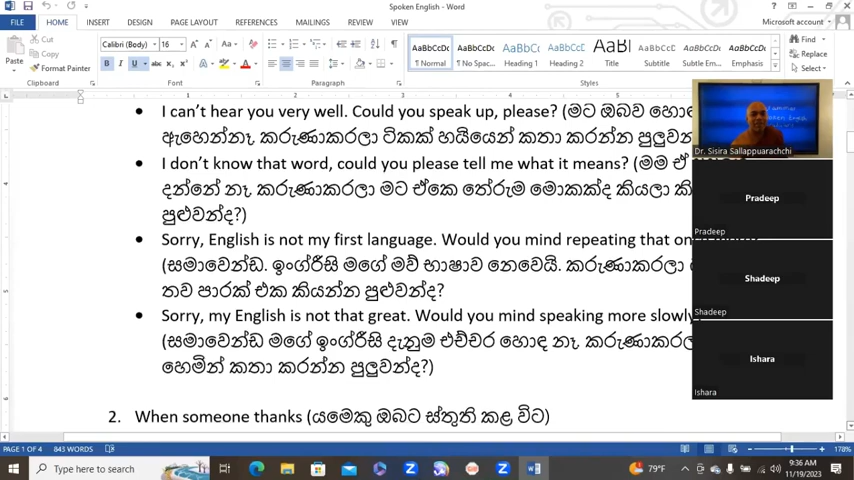 Spoken English - Word
Microsoft account
FILE HOME INSERT DESIGN PAGE LAYOUT REFERENCES MAILINGS REVIEW VIEW
Paste Cut Copy Format Painter
Calibri (Body) 16
AaBbCcDc AaBbCcDc AaBbCc AaBbCcD AaBl AaBbCcD AaBbCcDc AaBbCcDc
¶ Normal ¶ No Spac... Heading 1 Heading 2 Title Subtitle Subtle Em... Emphasis
Find Replace Select
Clipboard Font Paragraph Styles
• I can't hear you very well. Could you speak up, please? (මට ඔබව
ඇහෙන්නෑ. කරුණාකරලා ටිකක් හයියෙන් කතා කරන්න
• I don't know that word, could you please tell me what it means? (මම ඒ
දන්නේ නෑ. කරුණාකරලා මට ඒකෙ තේරුම මොකක්ද කියලා
පුළුවන්ද?)
• Sorry, English is not my first language. Would you mind repeating that
(සමාවෙන්ඩ. ඉංග්රීසි මගේ මව් භාෂාව නෙවෙයි. කරුණාකරලා
තව පාරක් එක කියන්න පුළුවන්ද?
• Sorry, my English is not that great. Would you mind speaking more slowly?
(සමාවෙන්ඩ මගේ ඉංග්රීසි දැනුම එච්චර හොඳ නෑ. කරුණාකරලා
හෙමින් කතා කරන්න පුලුවන්ද?)
2. When someone thanks (යමෙකු ඔබට ස්තුති කළ විට)
Dr. Sisira Sallappuarachchi
Pradeep
Pradeep
Shadeep
Shadeep
Ishara
Ishara
PAGE 1 OF 4 843 WORDS 178%
Type here to search 79°F 9:36 AM
11/19/2023